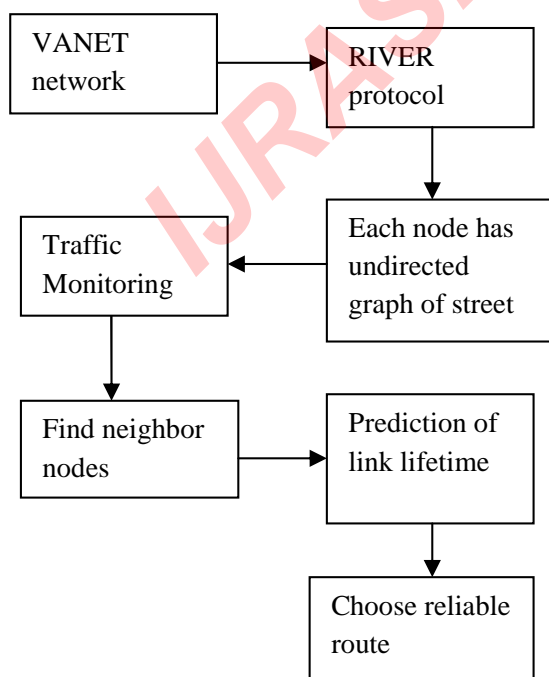 VANET
network
RIVER
protocol
Each node has
undirected
graph of street
Traffic
Monitoring
Find neighbor
nodes
Prediction of
link lifetime
Choose reliable
route
IJRAS